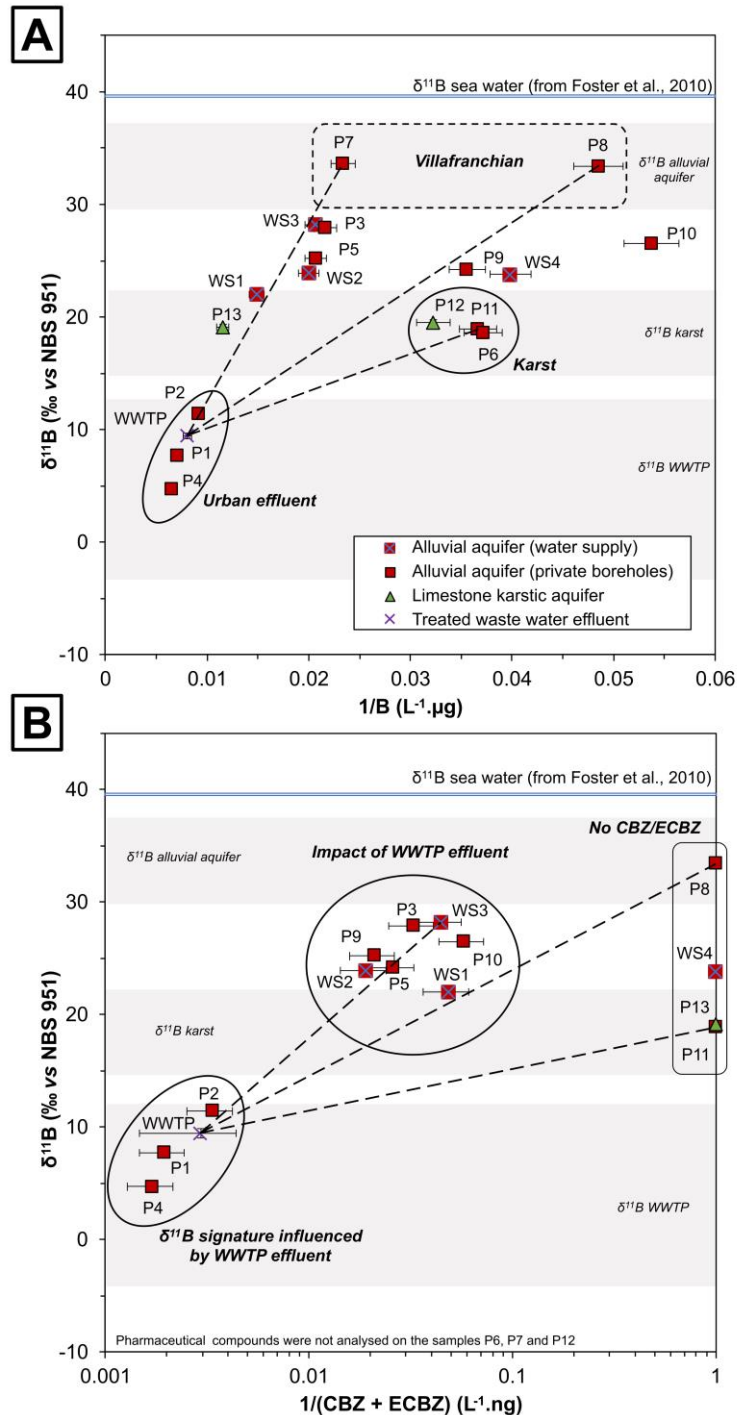 A
δ¹¹B sea water (from Foster et al., 2010)
40
P7
Villafranchian
P8
δ¹¹B alluvial
aquifer
30
WS3
P3
P5
WS2
P10
P9
WS4
WS1
20
P13
P12
P11
P6
δ¹¹B karst
Karst
P2
WWTP
10
P1
P4
δ¹¹B WWTP
Urban effluent
0
Alluvial aquifer (water supply)
Alluvial aquifer (private boreholes)
Limestone karstic aquifer
Treated waste water effluent
-10
δ¹¹B (‰ vs NBS 951)
0 0.01 0.02 0.03 0.04 0.05 0.06
1/B (L⁻¹.µg)
B
δ¹¹B sea water (from Foster et al., 2010)
40
No CBZ/ECBZ
δ¹¹B alluvial aquifer
Impact of WWTP effluent
P8
30
P3
WS3
P9
P10
WS4
WS2
P5
WS1
20
δ¹¹B karst
P13
P11
P2
10
WWTP
P1
P4
δ¹¹B WWTP
0
δ¹¹B signature influenced
by WWTP effluent
Pharmaceutical compounds were not analysed on the samples P6, P7 and P12
-10
δ¹¹B (‰ vs NBS 951)
0.001 0.01 0.1 1
1/(CBZ + ECBZ) (L⁻¹.ng)